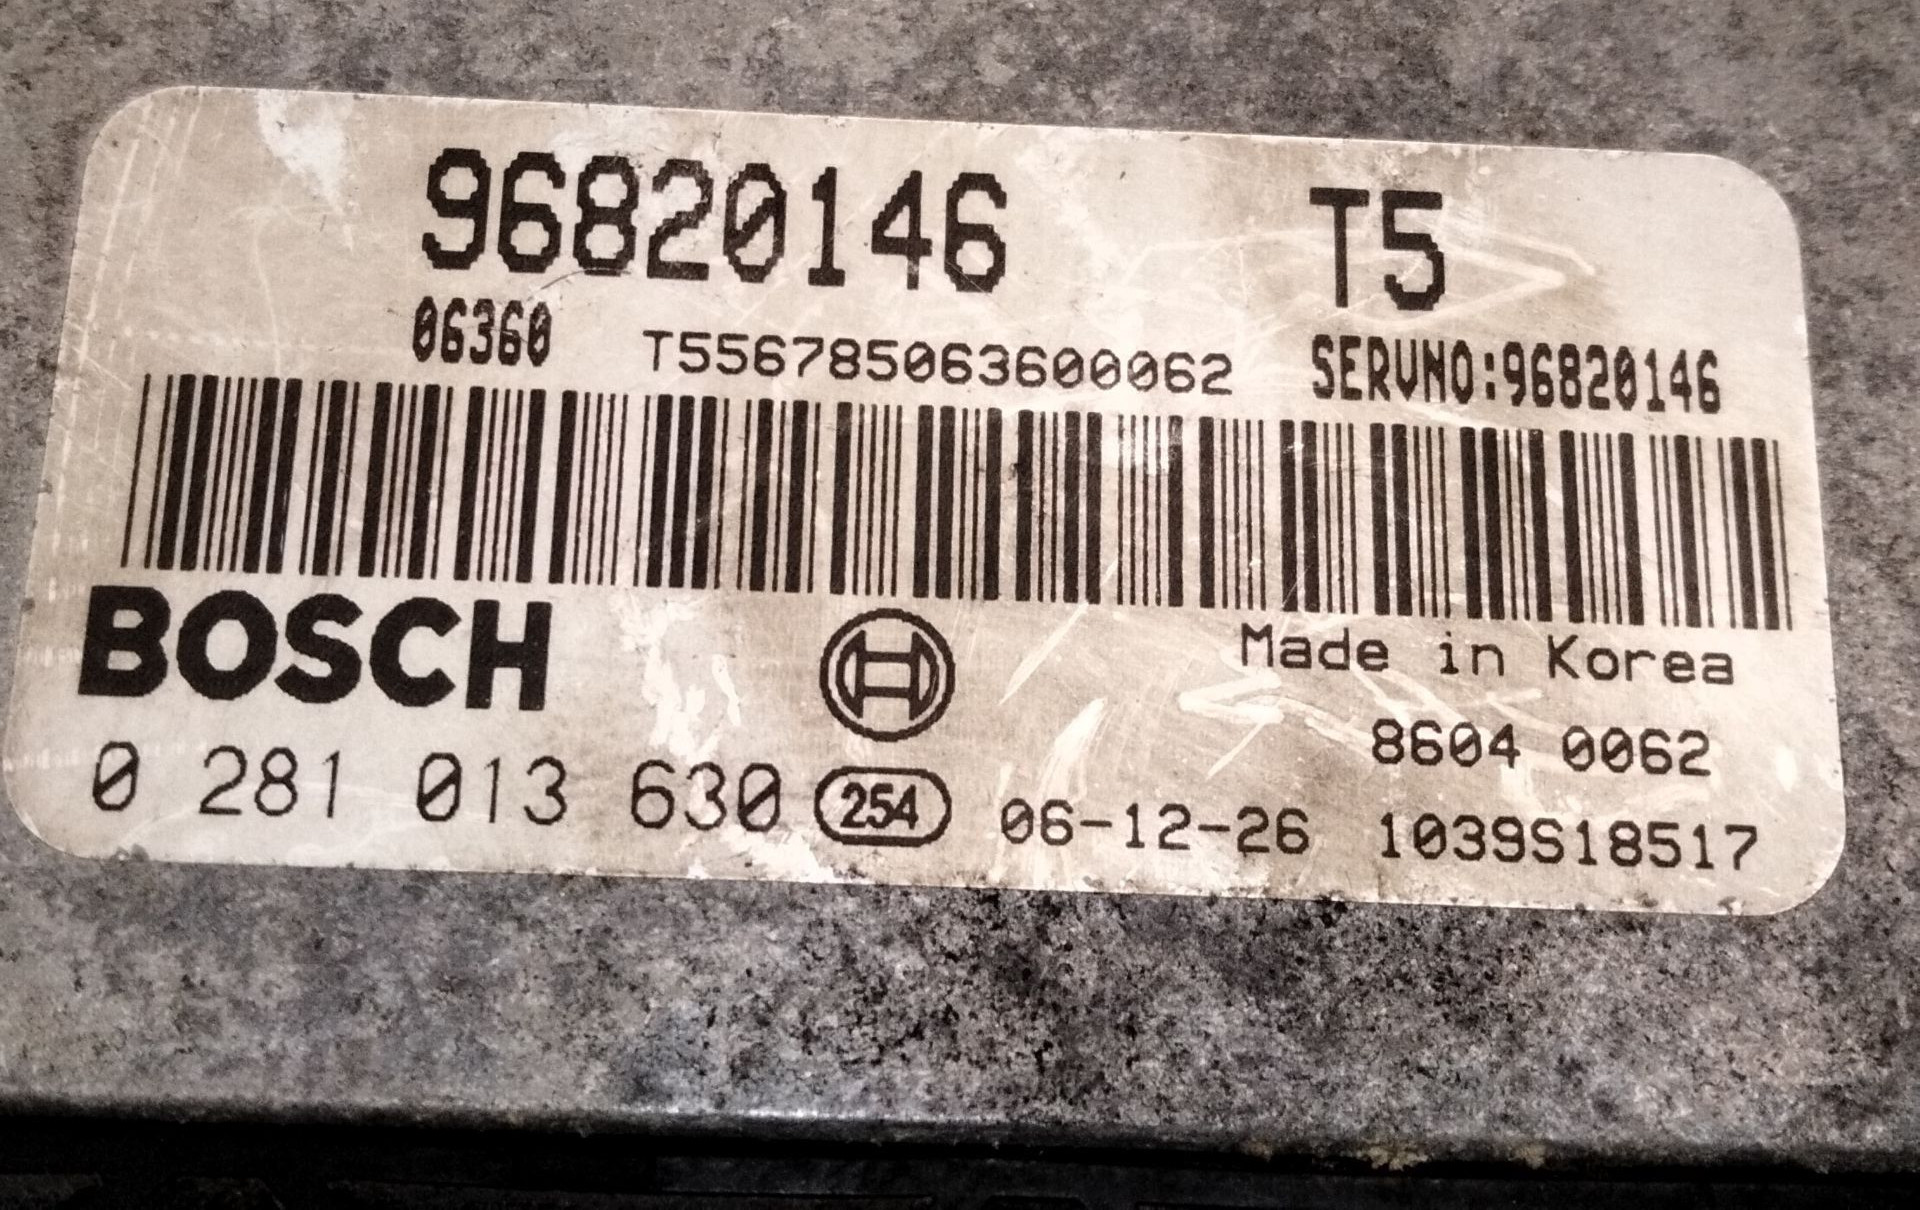 96820146 T5
06360 T556785063600062 SERVNO:96820146
BOSCH
Made in Korea
8604 0062
0 281 013 630 254 06-12-26 1039S18517